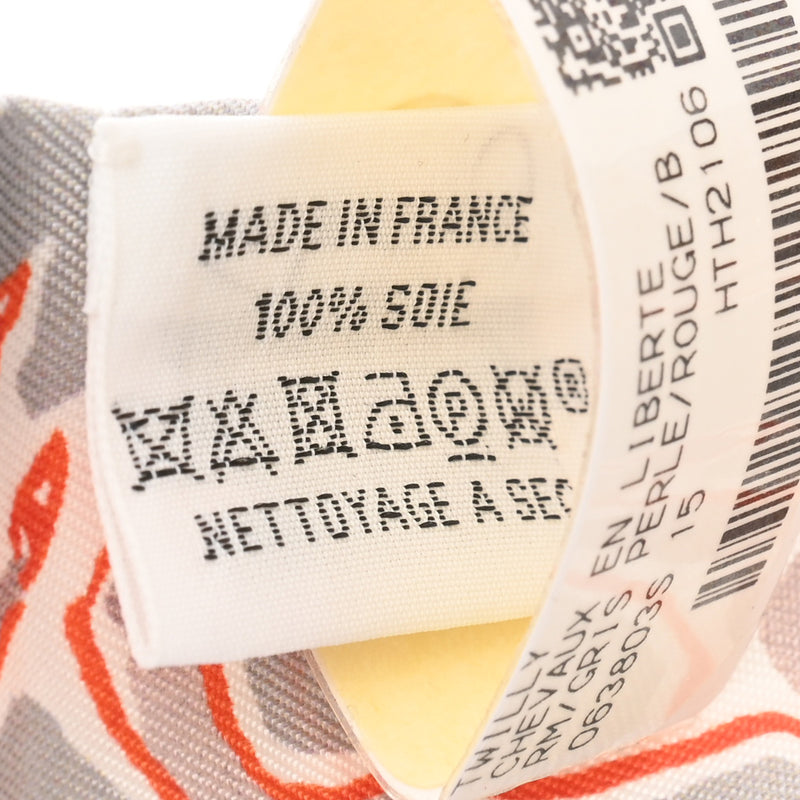 MADE IN FRANCE
100% SOIE
P
®
NETTOYAGE A SEC
TWILLY
CHEVAUX EN LIBERTE
RM/GRIS PERLE/ROUGE/B
063803S 15 HTH2106